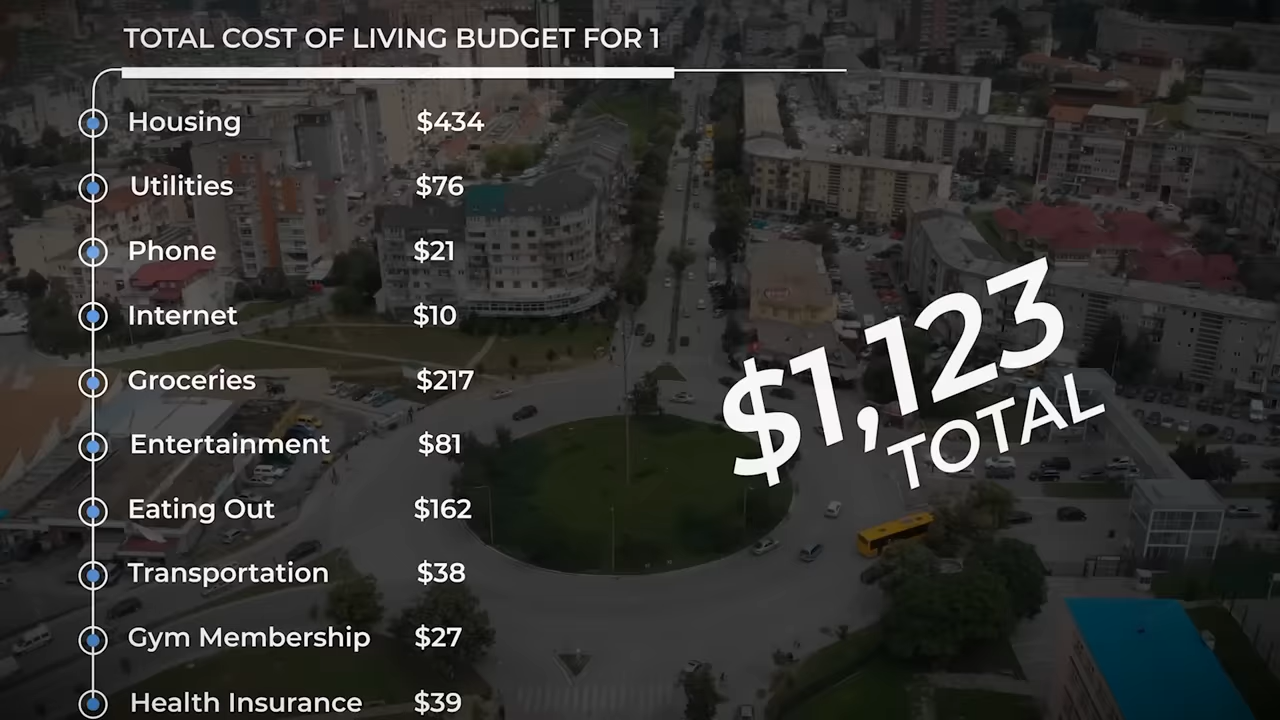 TOTAL COST OF LIVING BUDGET FOR 1
Housing $434
Utilities $76
Phone $21
Internet $10
Groceries $217
Entertainment $81
Eating Out $162
Transportation $38
Gym Membership $27
Health Insurance $39
$1,123
TOTAL